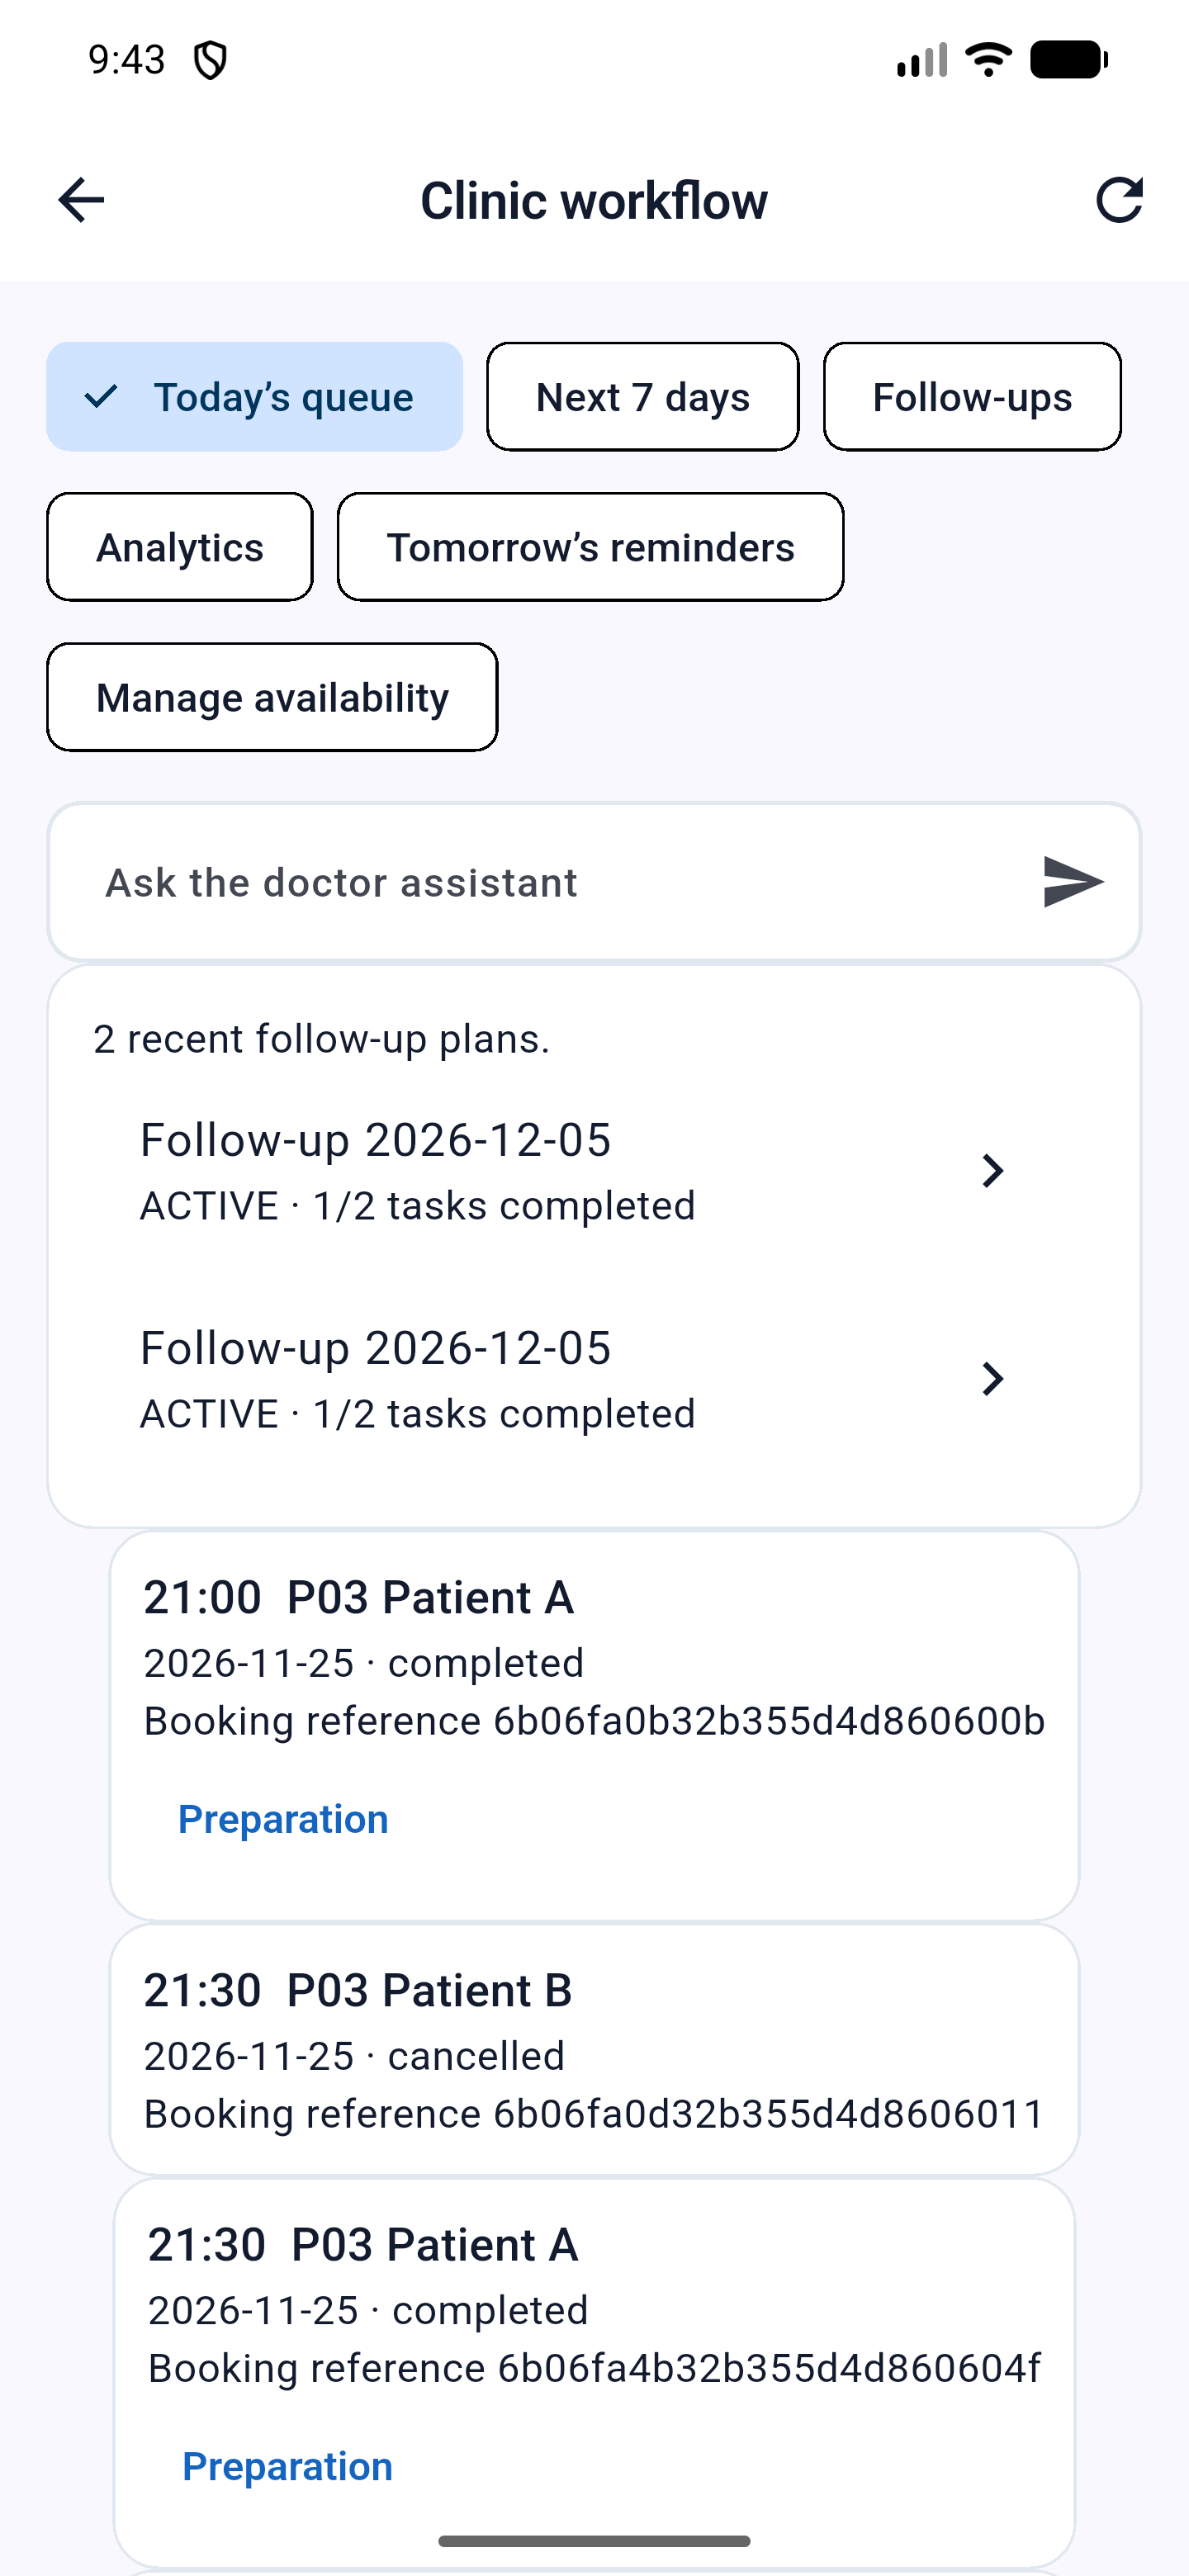 9:43
Clinic workflow
Today’s queue
Next 7 days
Follow-ups
Analytics
Tomorrow’s reminders
Manage availability
Ask the doctor assistant
2 recent follow-up plans.
Follow-up 2026-12-05
ACTIVE · 1/2 tasks completed
Follow-up 2026-12-05
ACTIVE · 1/2 tasks completed
21:00 P03 Patient A
2026-11-25 · completed
Booking reference 6b06fa0b32b355d4d860600b
Preparation
21:30 P03 Patient B
2026-11-25 · cancelled
Booking reference 6b06fa0d32b355d4d8606011
21:30 P03 Patient A
2026-11-25 · completed
Booking reference 6b06fa4b32b355d4d860604f
Preparation